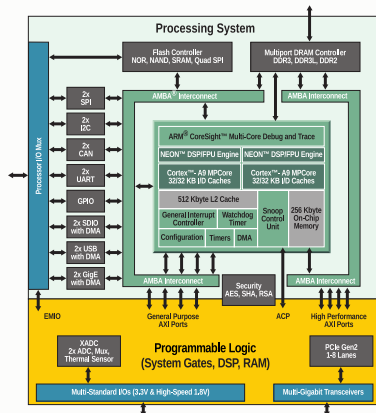 Processing System
Flash Controller
NOR, NAND, SRAM, Quad SPI
Multiport DRAM Controller
DDR3, DDR3L, DDR2
Processor I/O Mux
2x
SPI
2x
I2C
2x
CAN
2x
UART
GPIO
2x SDIO
with DMA
2x USB
with DMA
2x GigE
with DMA
AMBA® Interconnect
AMBA Interconnect
ARM® CoreSight™ Multi-Core Debug and Trace
NEON™ DSP/FPU Engine
NEON™ DSP/FPU Engine
Cortex™- A9 MPCore
32/32 KB I/D Caches
Cortex™- A9 MPCore
32/32 KB I/D Caches
512 Kbyte L2 Cache
General Interrupt
Controller
Watchdog
Timer
Configuration
Timers
DMA
Snoop
Control
Unit
256 Kbyte
On-Chip
Memory
AMBA Interconnect
Security
AES, SHA, RSA
AMBA Interconnect
EMIO
General Purpose
AXI Ports
ACP
High Performance
AXI Ports
XADC
2x ADC, Mux,
Thermal Sensor
Programmable Logic
(System Gates, DSP, RAM)
PCIe Gen2
1-8 Lanes
Multi-Standard I/Os (3.3V & High-Speed 1.8V)
Multi-Gigabit Transceivers